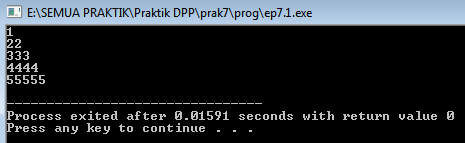 E:\SEMUA PRAKTIK\Praktik DPP\prak7\prog\ep7.1.exe
1
22
333
4444
55555
--------------------------------
Process exited after 0.01591 seconds with return value 0
Press any key to continue . . .